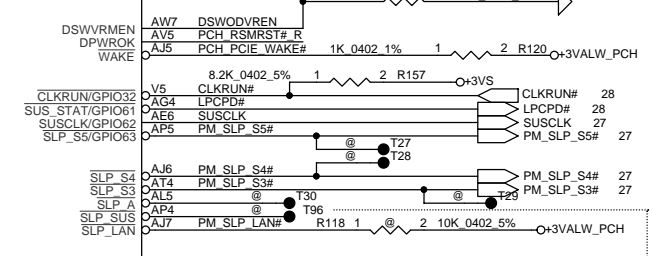 DSWVRMEN AW7 DSWODVREN
DPWROK AV5 PCH_RSMRST#_R
WAKE AJ5 PCH_PCIE_WAKE# 1K_0402_1% 1 2 R120 +3VALW_PCH
8.2K_0402_5% 1 2 R157 +3VS
CLKRUN/GPIO32 V5 CLKRUN# CLKRUN# 28
SUS_STAT/GPIO61 AG4 LPCPD# LPCPD# 28
SUSCLK/GPIO62 AE6 SUSCLK SUSCLK 27
SLP_S5/GPIO63 AP5 PM_SLP_S5# PM_SLP_S5# 27
@ T27
@ T28
SLP_S4 AJ6 PM_SLP_S4# PM_SLP_S4# 27
SLP_S3 AT4 PM_SLP_S3# PM_SLP_S3# 27
SLP_A AL5 @ T30 @ T29
SLP_SUS AP4 @ T96
SLP_LAN AJ7 PM_SLP_LAN# R118 1 @ 2 10K_0402_5% +3VALW_PCH